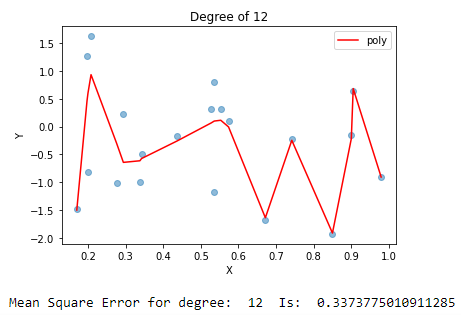 Degree of 12
poly
1.5
1.0
0.5
0.0
−0.5
−1.0
−1.5
−2.0
Y
0.2 0.3 0.4 0.5 0.6 0.7 0.8 0.9 1.0
X
Mean Square Error for degree:  12  Is:  0.3373775010911285